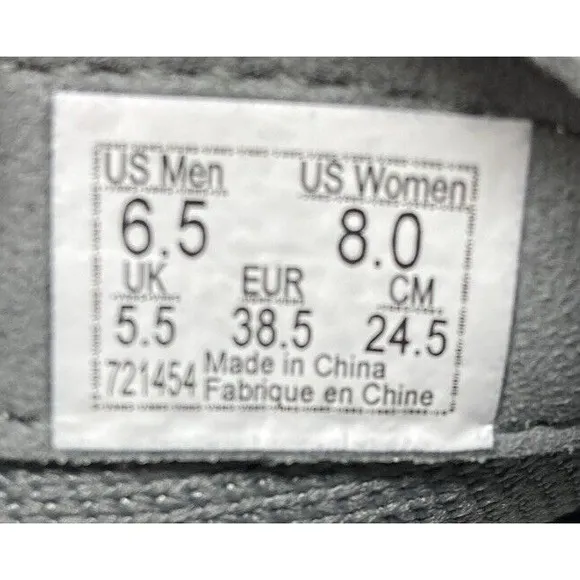 US Men US Women
6.5 8.0
UK EUR CM
5.5 38.5 24.5
721454 Made in China
Fabrique en Chine